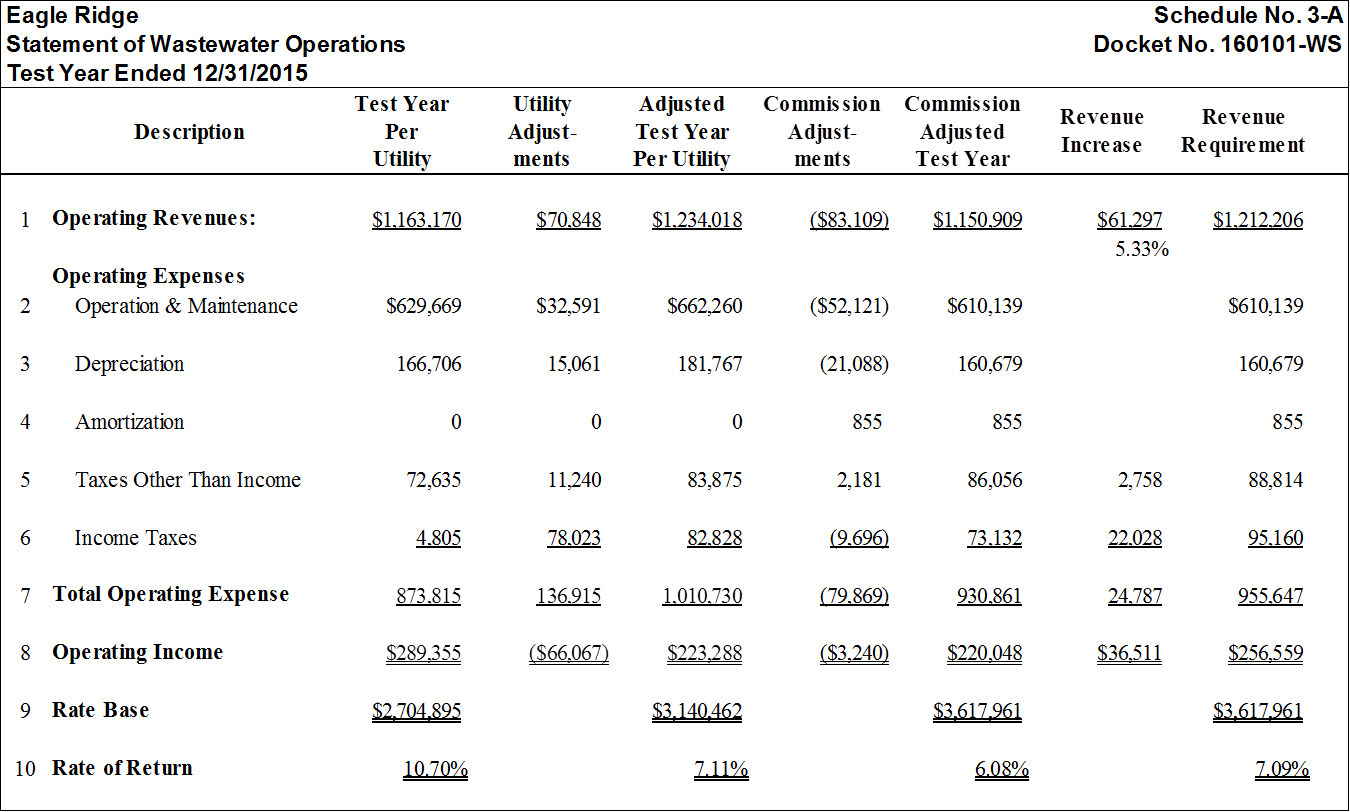 Eagle Ridge Schedule No. 3-A
Statement of Wastewater Operations Docket No. 160101-WS
Test Year Ended 12/31/2015
Test Year Utility Adjusted Commission Commission
Description Per Adjust- Test Year Adjust- Adjusted Revenue Revenue
Utility ments Per Utility ments Test Year Increase Requirement
1 Operating Revenues: $1,163,170 $70,848 $1,234,018 ($83,109) $1,150,909 $61,297 $1,212,206
5.33%
Operating Expenses
2 Operation & Maintenance $629,669 $32,591 $662,260 ($52,121) $610,139 $610,139
3 Depreciation 166,706 15,061 181,767 (21,088) 160,679 160,679
4 Amortization 0 0 0 855 855 855
5 Taxes Other Than Income 72,635 11,240 83,875 2,181 86,056 2,758 88,814
6 Income Taxes 4,805 78,023 82,828 (9,696) 73,132 22,028 95,160
7 Total Operating Expense 873,815 136,915 1,010,730 (79,869) 930,861 24,787 955,647
8 Operating Income $289,355 ($66,067) $223,288 ($3,240) $220,048 $36,511 $256,559
9 Rate Base $2,704,895 $3,140,462 $3,617,961 $3,617,961
10 Rate of Return 10.70% 7.11% 6.08% 7.09%